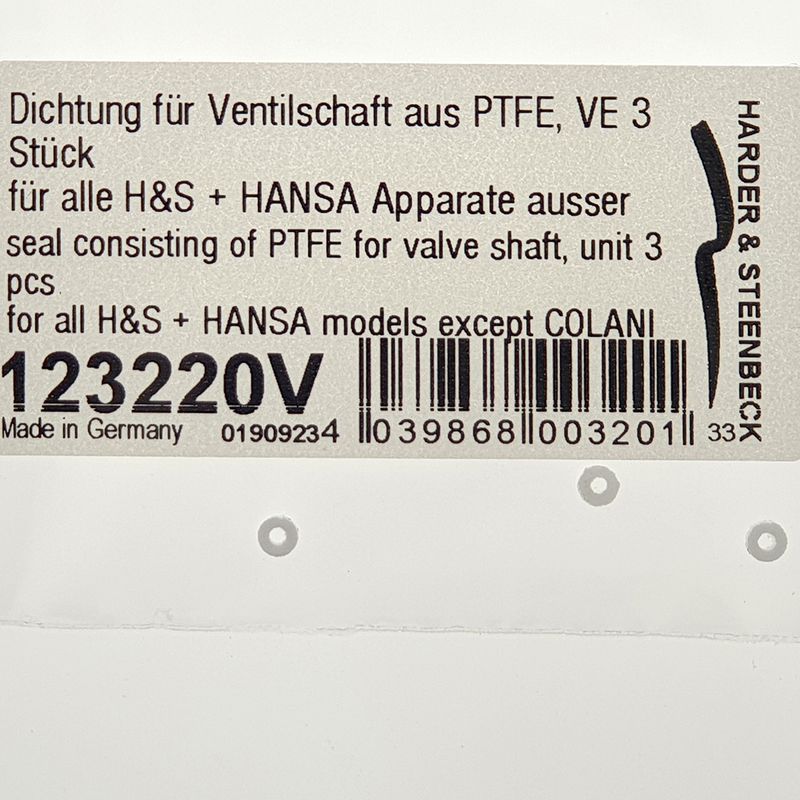 Dichtung für Ventilschaft aus PTFE, VE 3
Stück
für alle H&S + HANSA Apparate ausser
seal consisting of PTFE for valve shaft, unit 3
pcs
for all H&S + HANSA models except COLANI
123220V
Made in Germany 01909234
039868 003201 33
HARDER & STEENBECK